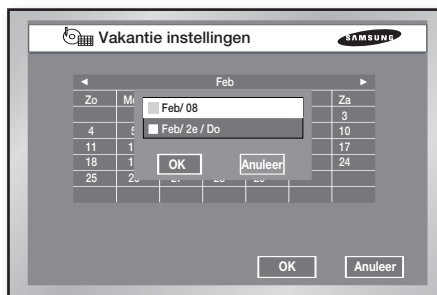 Vakantie instellingen
SAMSUNG
◄ Feb ►
Zo Za
3
4 10
11 17
18 24
25
Feb/ 08
Feb/ 2e / Do
OK Anuleer
OK Anuleer